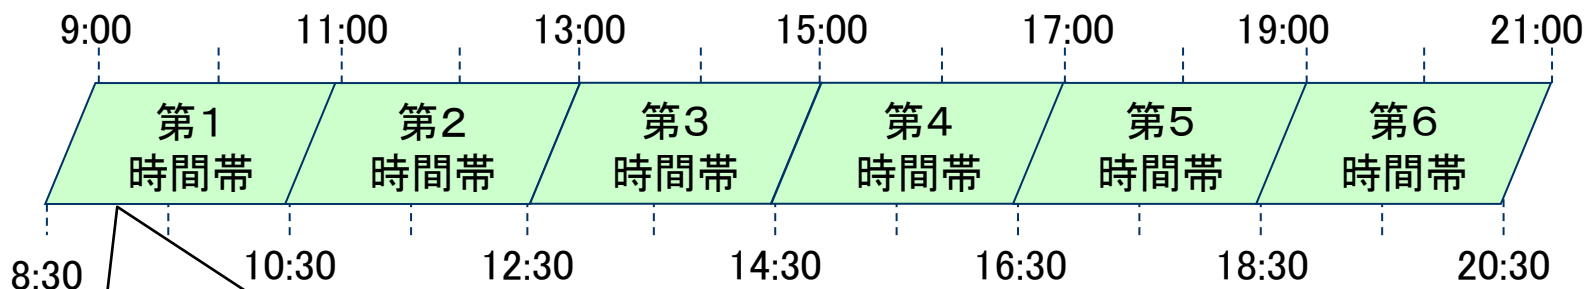 9:00 11:00 13:00 15:00 17:00 19:00 21:00
第１ 第２ 第３ 第４ 第５ 第６
時間帯 時間帯 時間帯 時間帯 時間帯 時間帯
8:30 10:30 12:30 14:30 16:30 18:30 20:30